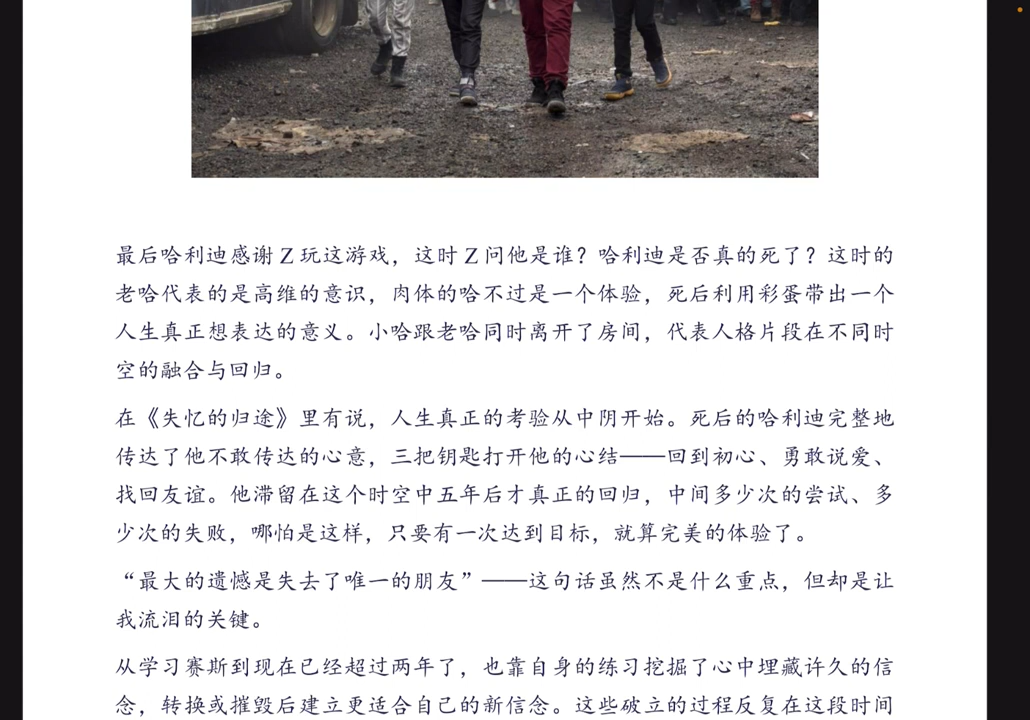 最后哈利迪感谢Z玩这游戏，这时Z问他是谁？哈利迪是否真的死了？这时的
老哈代表的是高维的意识，肉体的哈不过是一个体验，死后利用彩蛋带出一个
人生真正想表达的意义。小哈跟老哈同时离开了房间，代表人格片段在不同时
空的融合与回归。
在《失忆的归途》里有说，人生真正的考验从中阴开始。死后的哈利迪完整地
传达了他不敢传达的心意，三把钥匙打开他的心结——回到初心、勇敢说爱、
找回友谊。他滞留在这个时空中五年后才真正的回归，中间多少次的尝试、多
少次的失败，哪怕是这样，只要有一次达到目标，就算完美的体验了。
“最大的遗憾是失去了唯一的朋友”——这句话虽然不是什么重点，但却是让
我流泪的关键。
从学习赛斯到现在已经超过两年了，也靠自身的练习挖掘了心中埋藏许久的信
念，转换或摧毁后建立更适合自己的新信念。这些破立的过程反复在这段时间